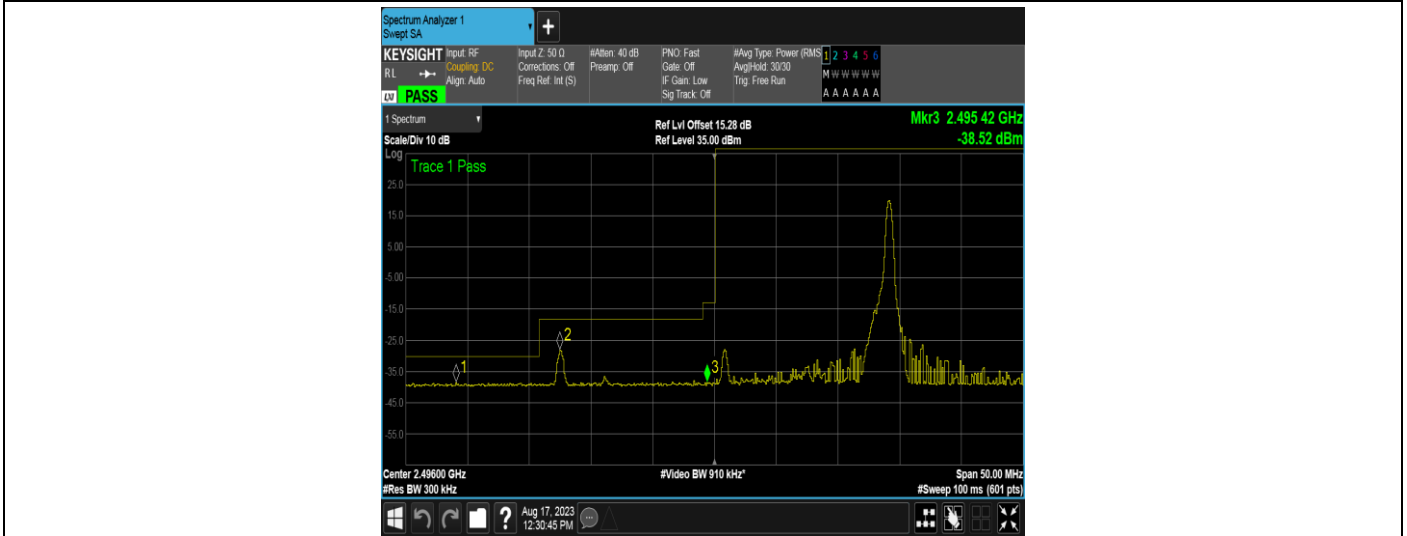 Spectrum Analyzer 1
Swept SA
+
KEYSIGHT Input: RF Input Z: 50 Ω #Atten: 40 dB PNO: Fast #Avg Type: Power (RMS 1 2 3 4 5 6
RL Coupling: DC Corrections: Off Preamp: Off Gate: Off Avg|Hold: 30/30 M W W W W W
Align: Auto Freq Ref: Int (S) IF Gain: Low Trig: Free Run
LXI PASS Sig Track: Off A A A A A A
1 Spectrum Ref Lvl Offset 15.28 dB Mkr3 2.495 42 GHz
Scale/Div 10 dB Ref Level 35.00 dBm -38.52 dBm
Log
Trace 1 Pass
25.0
15.0
5.00
-5.00
-15.0
-25.0
2
-35.0
1
3
-45.0
-55.0
Center 2.49600 GHz #Video BW 910 kHz* Span 50.00 MHz
#Res BW 300 kHz #Sweep 100 ms (601 pts)
? Aug 17, 2023
12:30:45 PM